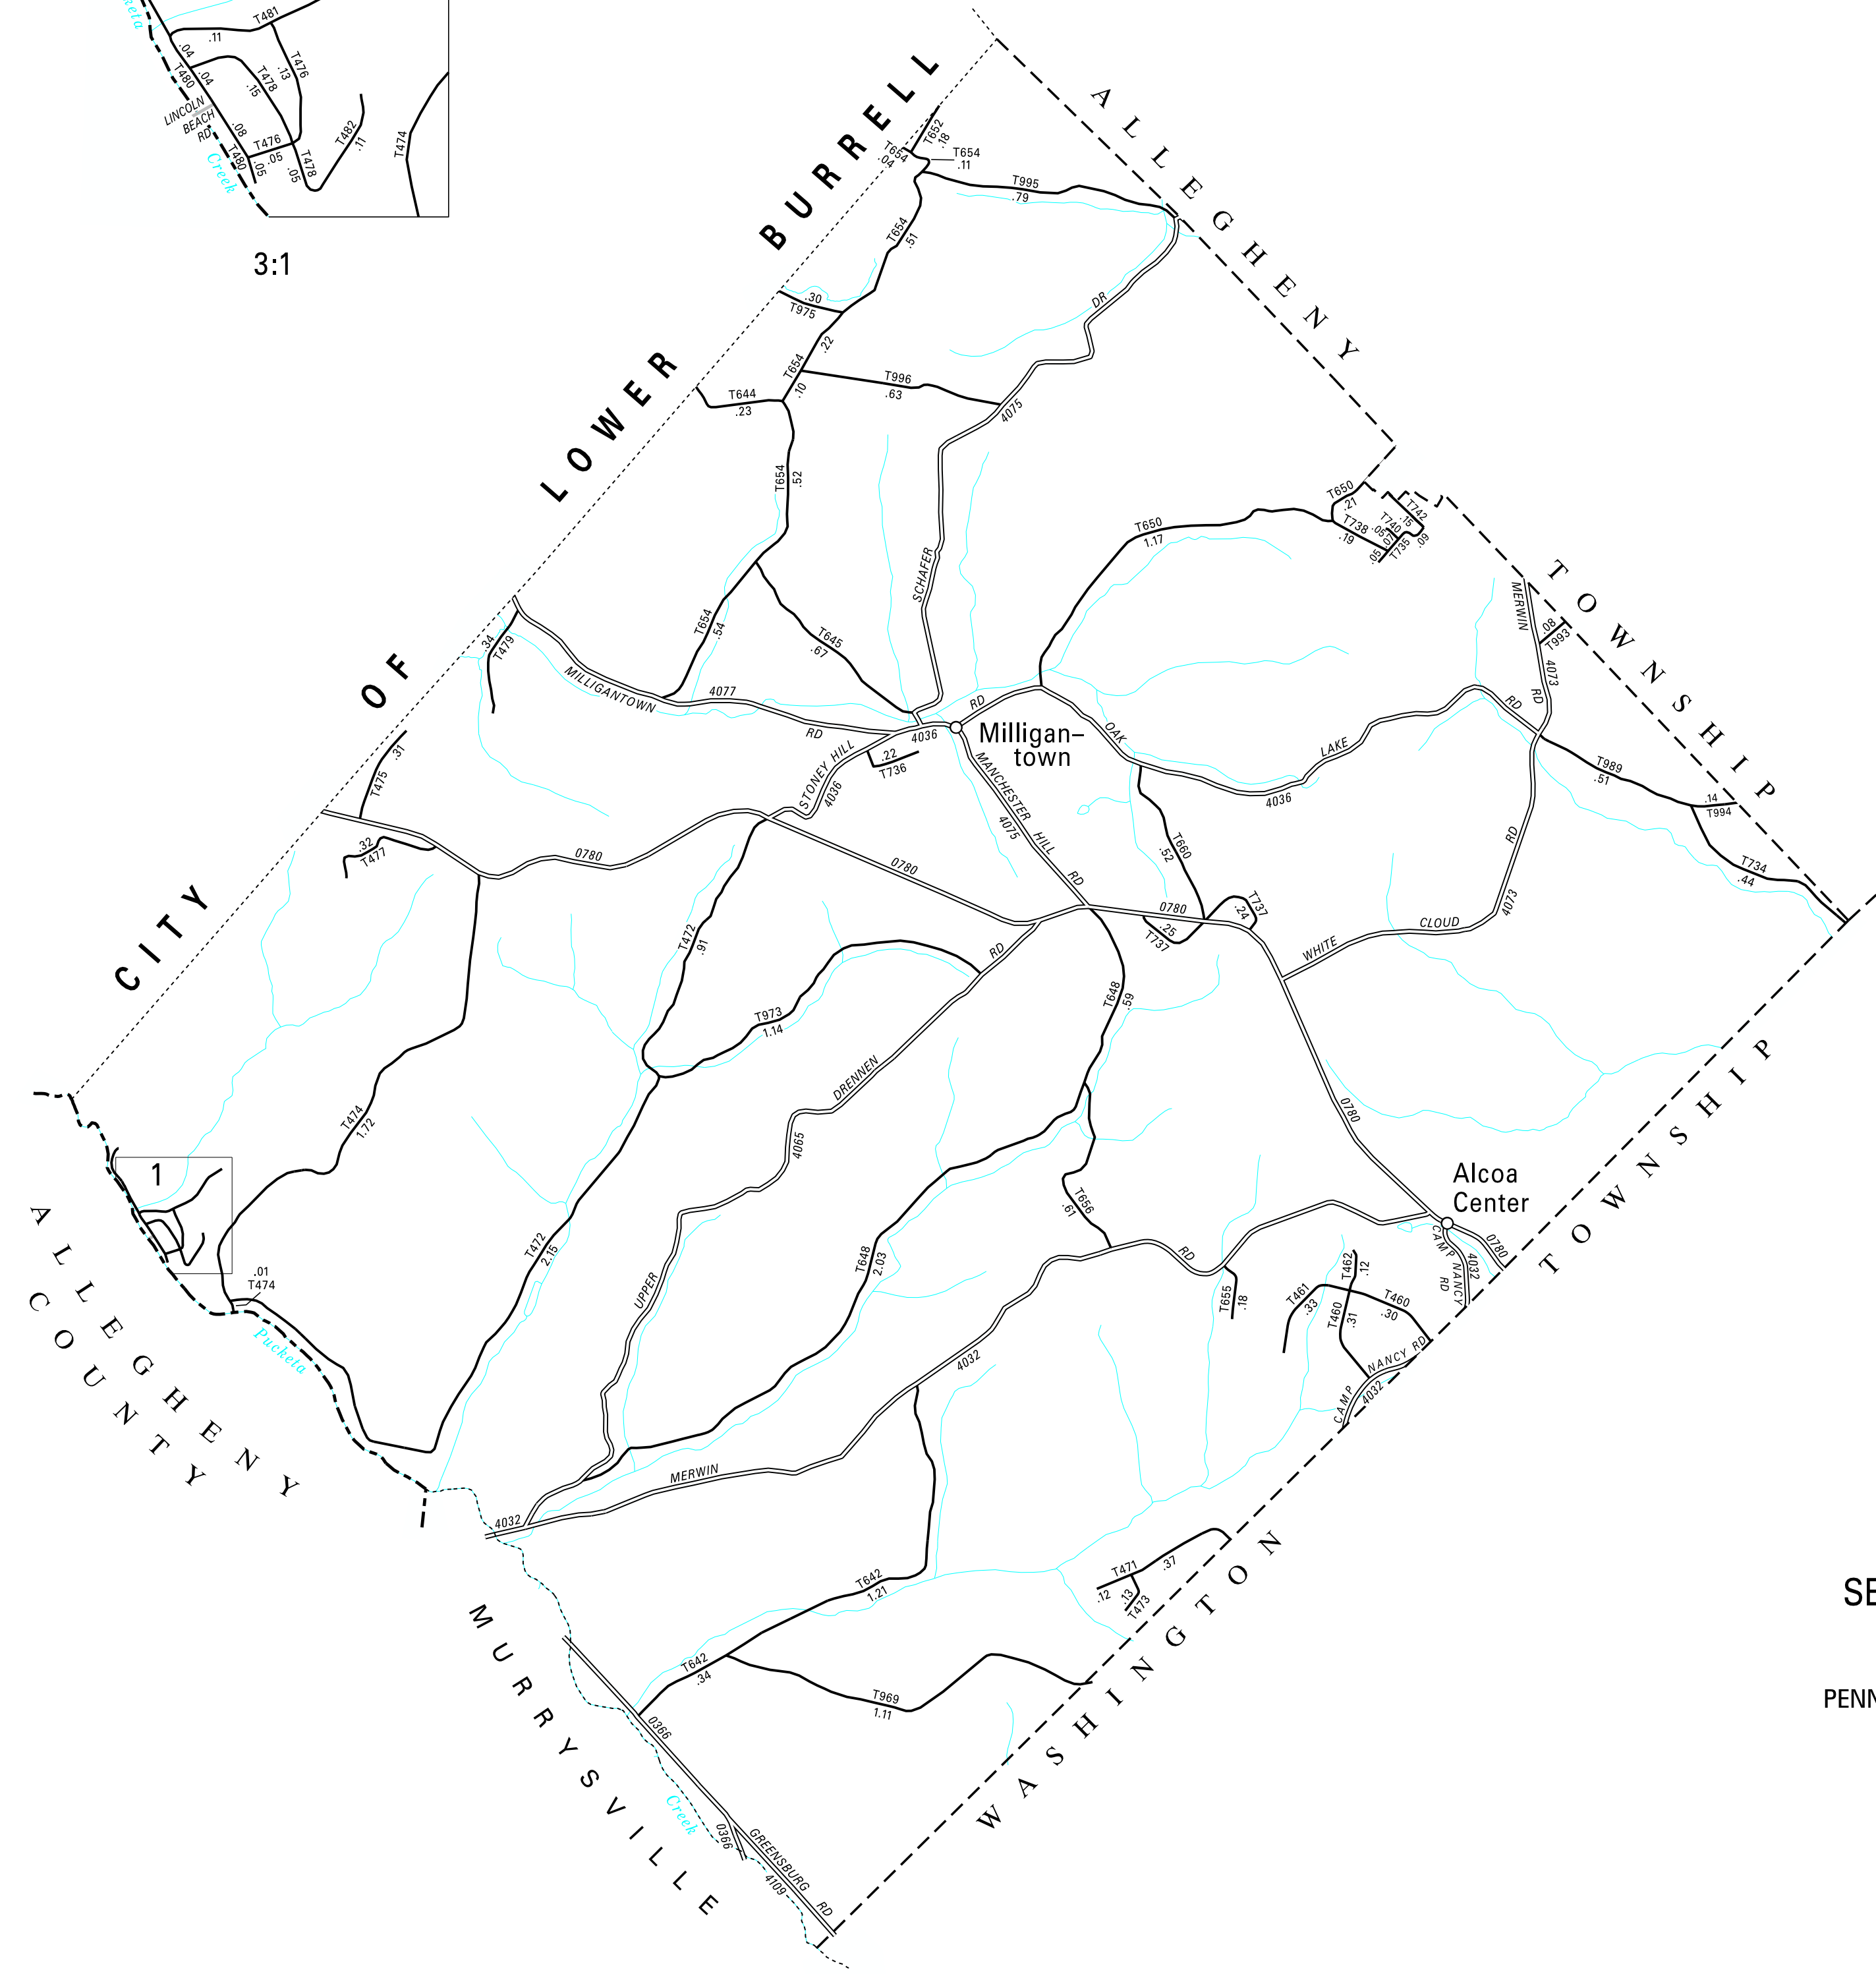 Pucketa
T481
.11
.04
T480
.04
T478
.15
.13
T476
LINCOLN
BEACH
RD
.08
T476
.05
T480
.05
.05
T478
T482
.11
T474
Creek
3:1
CITY OF LOWER BURRELL
ALLEGHENY TOWNSHIP
T652
.18
T654
.04
T654
.11
T995
.79
T654
.51
.30
T975
.22
T654
.10
T996
.63
T644
.23
DR
4075
T654
.52
SCHAFER
T650
.21
T742
.15
T740
.05
T738
.19
.07
.05
T735
.09
T650
1.17
MERWIN
.08
T993
4073
RD
.34
T479
T654
.54
T645
.67
MILLIGANTOWN
4077
RD
RD
4036
Milligan–
town
OAK
LAKE
RD
4036
T475
.31
STONEY HILL
4036
.22
T736
MANCHESTER
HILL
RD
4075
T989
.51
.14
T994
T734
.44
.32
T477
0780
0780
T660
.52
0780
.25
T737
.24
T737
WHITE
CLOUD
4073
RD
T472
.91
RD
T648
.59
T973
1.14
DRENNEN
4065
0780
T474
1.72
1
.01
T474
Pucketa
ALLEGHENY
COUNTY
T472
2.15
UPPER
T648
2.03
T656
.61
RD
Alcoa
Center
CAMP NANCY
RD
4032
0780
T655
.18
T462
.12
T461
.33
T460
.31
T460
.30
CAMP
NANCY RD
4032
4032
MERWIN
4032
T642
1.21
T471
.37
.12
.13
T473
T642
.34
T969
1.11
0366
MURRYSVILLE
Creek
0366
GREENSBURG
RD
4109
WASHINGTON TOWNSHIP
SE
PENN